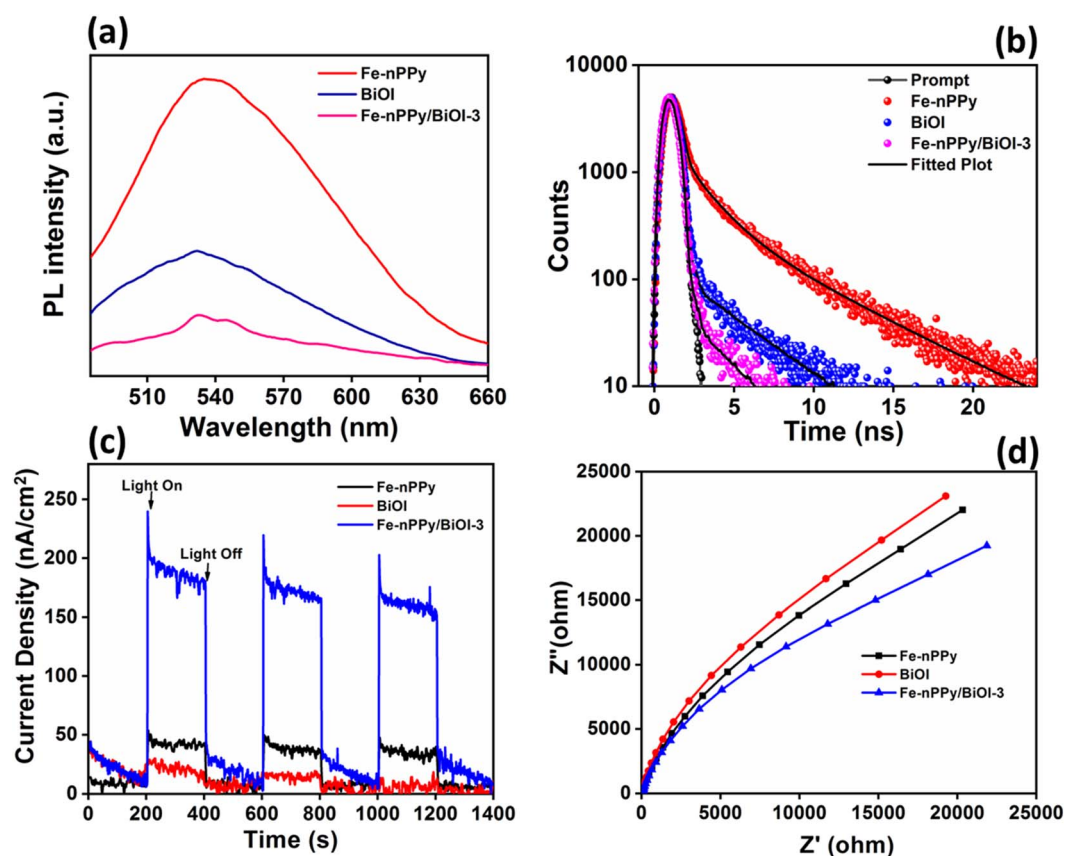 (a)
Fe-nPPy
BiOI
Fe-nPPy/BiOI-3
PL intensity (a.u.)
510 540 570 600 630 660
Wavelength (nm)
(b)
10000
1000
100
10
Prompt
Fe-nPPy
BiOI
Fe-nPPy/BiOI-3
Fitted Plot
Counts
0 5 10 15 20
Time (ns)
(c)
250
200
150
100
50
0
Light On
Light Off
Fe-nPPy
BiOI
Fe-nPPy/BiOI-3
Current Density (nA/cm²)
0 200 400 600 800 1000 1200 1400
Time (s)
(d)
25000
20000
15000
10000
5000
0
Fe-nPPy
BiOI
Fe-nPPy/BiOI-3
Z''(ohm)
0 5000 10000 15000 20000 25000
Z' (ohm)